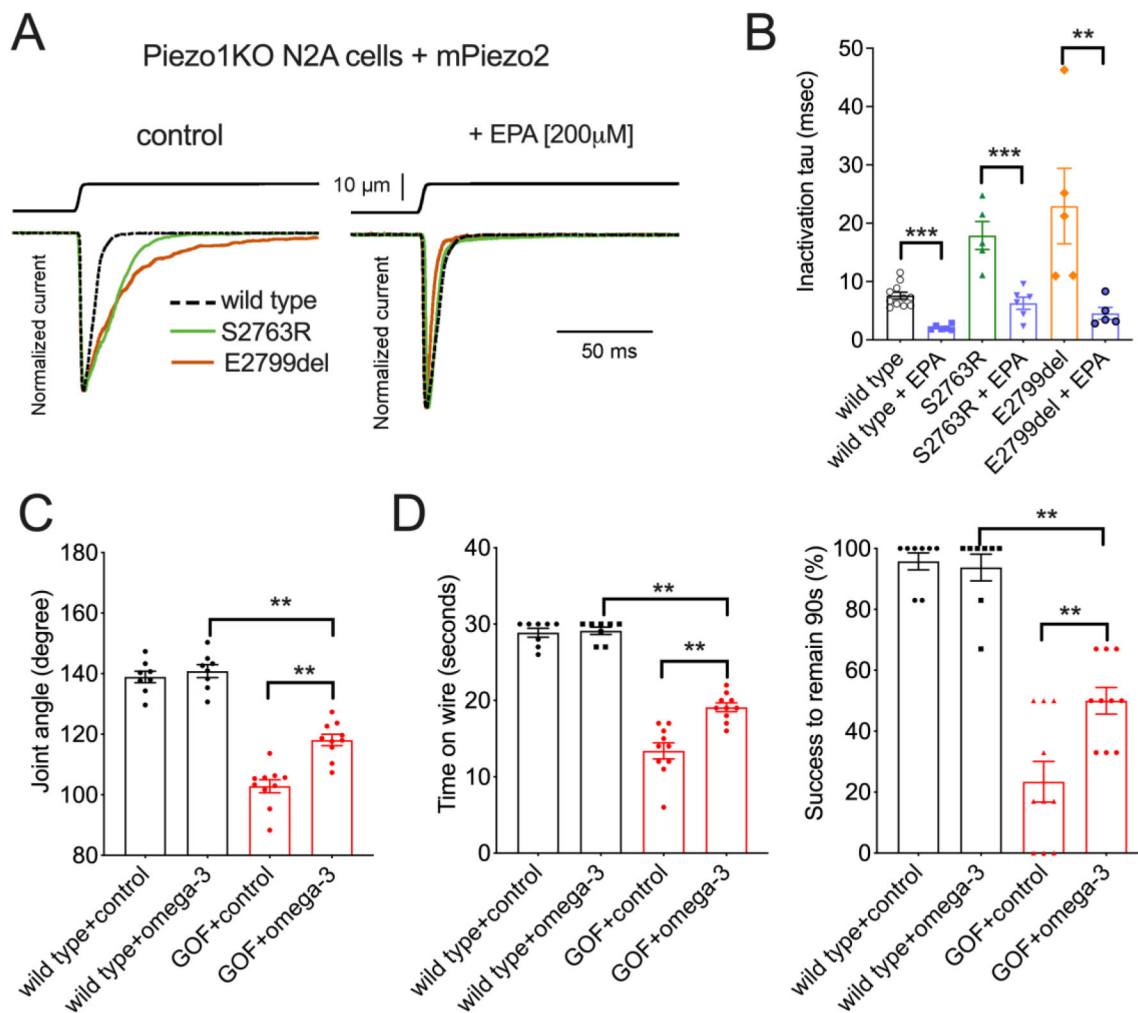 A
Piezo1KO N2A cells + mPiezo2
control
+ EPA [200μM]
10 μm
Normalized current
wild type
S2763R
E2799del
Normalized current
50 ms
B
Inactivation tau (msec)
50
40
30
20
10
0
***
***
**
wild type
wild type + EPA
S2763R
S2763R + EPA
E2799del
E2799del + EPA
C
Joint angle (degree)
180
160
140
120
100
80
**
**
wild type+control
wild type+omega-3
GOF+control
GOF+omega-3
D
Time on wire (seconds)
40
30
20
10
0
**
**
wild type+control
wild type+omega-3
GOF+control
GOF+omega-3
Success to remain 90s (%)
100
80
60
40
20
0
**
**
wild type+control
wild type+omega-3
GOF+control
GOF+omega-3